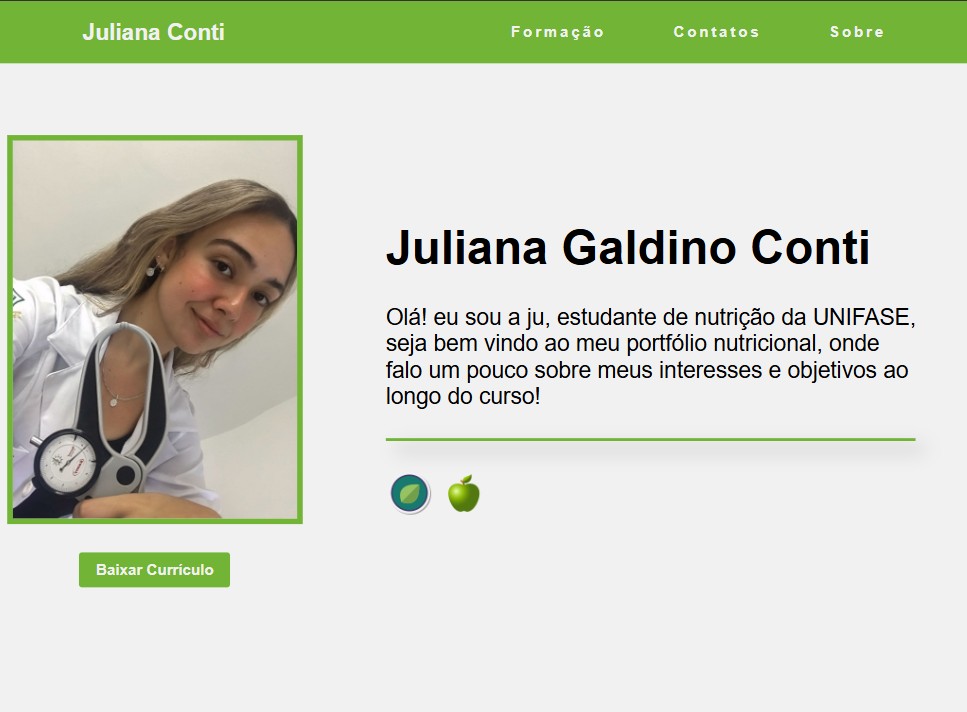 Juliana Conti
Formação
Contatos
Sobre
Juliana Galdino Conti
Olá! eu sou a ju, estudante de nutrição da UNIFASE,
seja bem vindo ao meu portfólio nutricional, onde
falo um pouco sobre meus interesses e objetivos ao
longo do curso!
Baixar Currículo